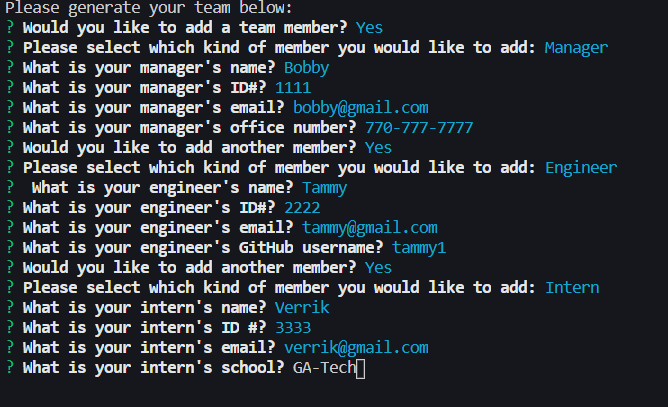 Please generate your team below:
? Would you like to add a team member? Yes
? Please select which kind of member you would like to add: Manager
? What is your manager's name? Bobby
? What is your manager's ID#? 1111
? What is your manager's email? bobby@gmail.com
? What is your manager's office number? 770-777-7777
? Would you like to add another member? Yes
? Please select which kind of member you would like to add: Engineer
?  What is your engineer's name? Tammy
? What is your engineer's ID#? 2222
? What is your engineer's email? tammy@gmail.com
? What is your engineer's GitHub username? tammy1
? Would you like to add another member? Yes
? Please select which kind of member you would like to add: Intern
? What is your intern's name? Verrik
? What is your intern's ID #? 3333
? What is your intern's email? verrik@gmail.com
? What is your intern's school? GA-Tech